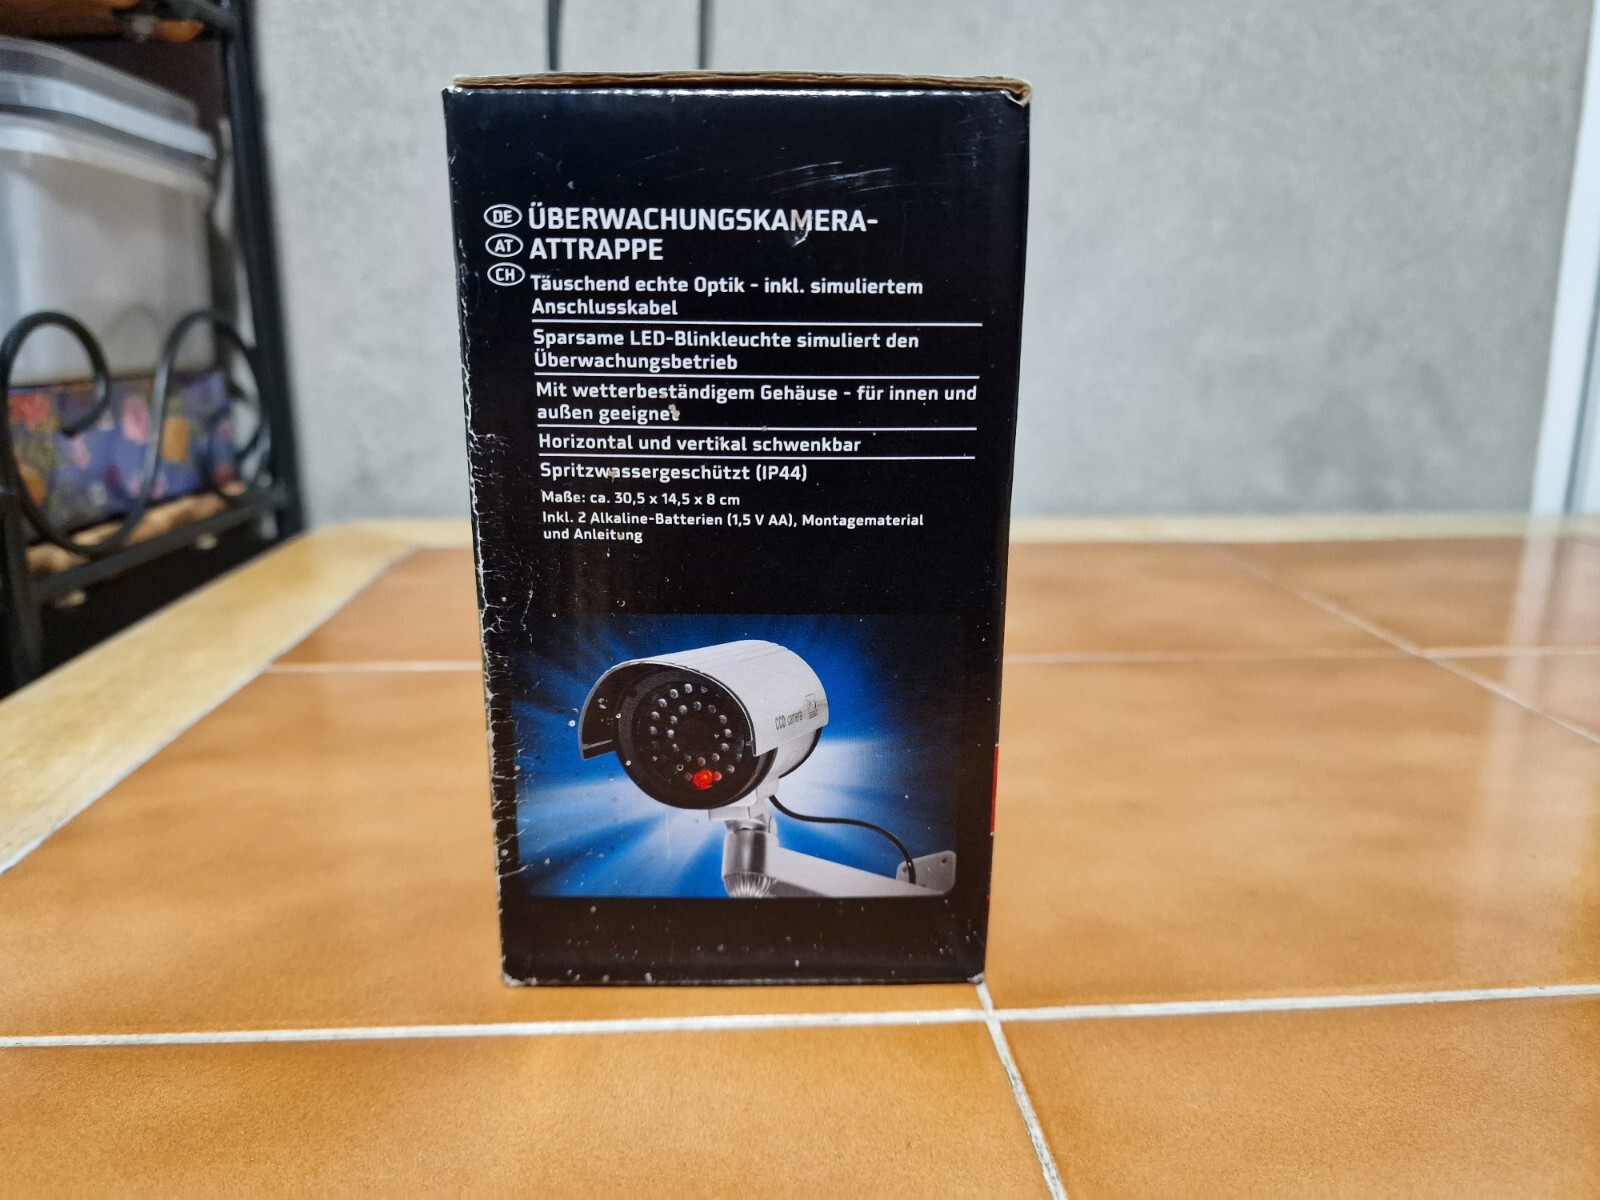 DE ÜBERWACHUNGSKAMERA-
AT ATTRAPPE
CH Täuschend echte Optik - inkl. simuliertem
Anschlusskabel
Sparsame LED-Blinkleuchte simuliert den
Überwachungsbetrieb
Mit wetterbeständigem Gehäuse - für innen und
außen geeignet
Horizontal und vertikal schwenkbar
Spritzwassergeschützt (IP44)
Maße: ca. 30,5 x 14,5 x 8 cm
Inkl. 2 Alkaline-Batterien (1,5 V AA), Montagematerial
und Anleitung
CCD camera